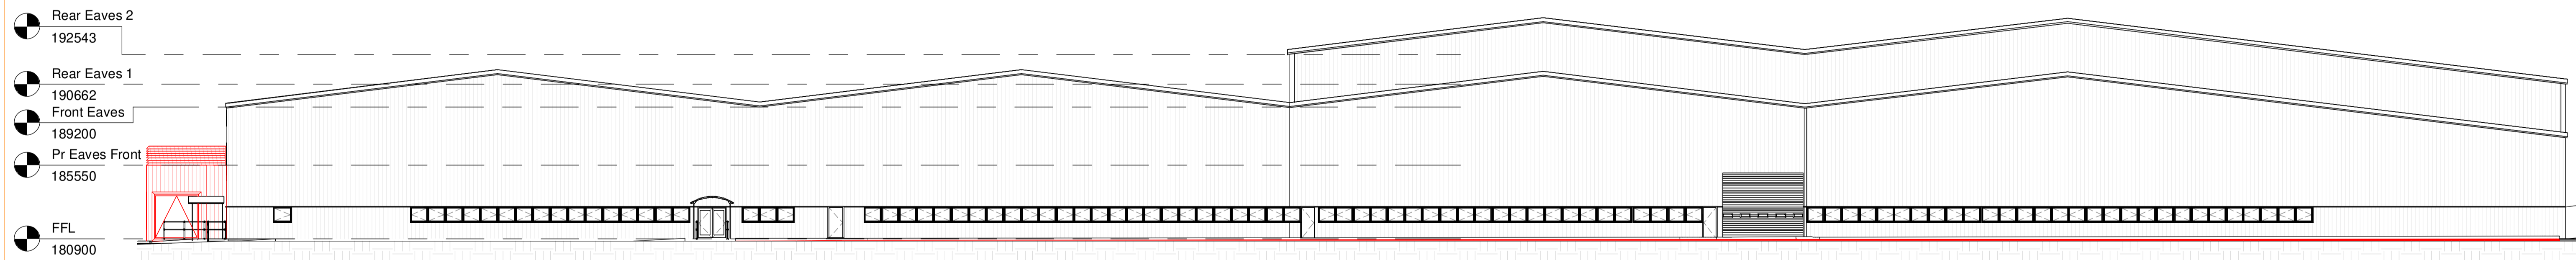 Rear Eaves 2
192543
Rear Eaves 1
190662
Front Eaves
189200
Pr Eaves Front
185550
FFL
180900